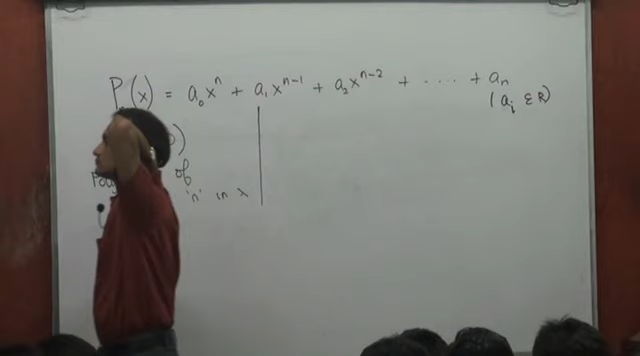 P (x) = a₀xⁿ + a₁xⁿ⁻¹ + a₂xⁿ⁻² + ..... + aₙ
(aᵢ ∈ R)
of
'n' in x